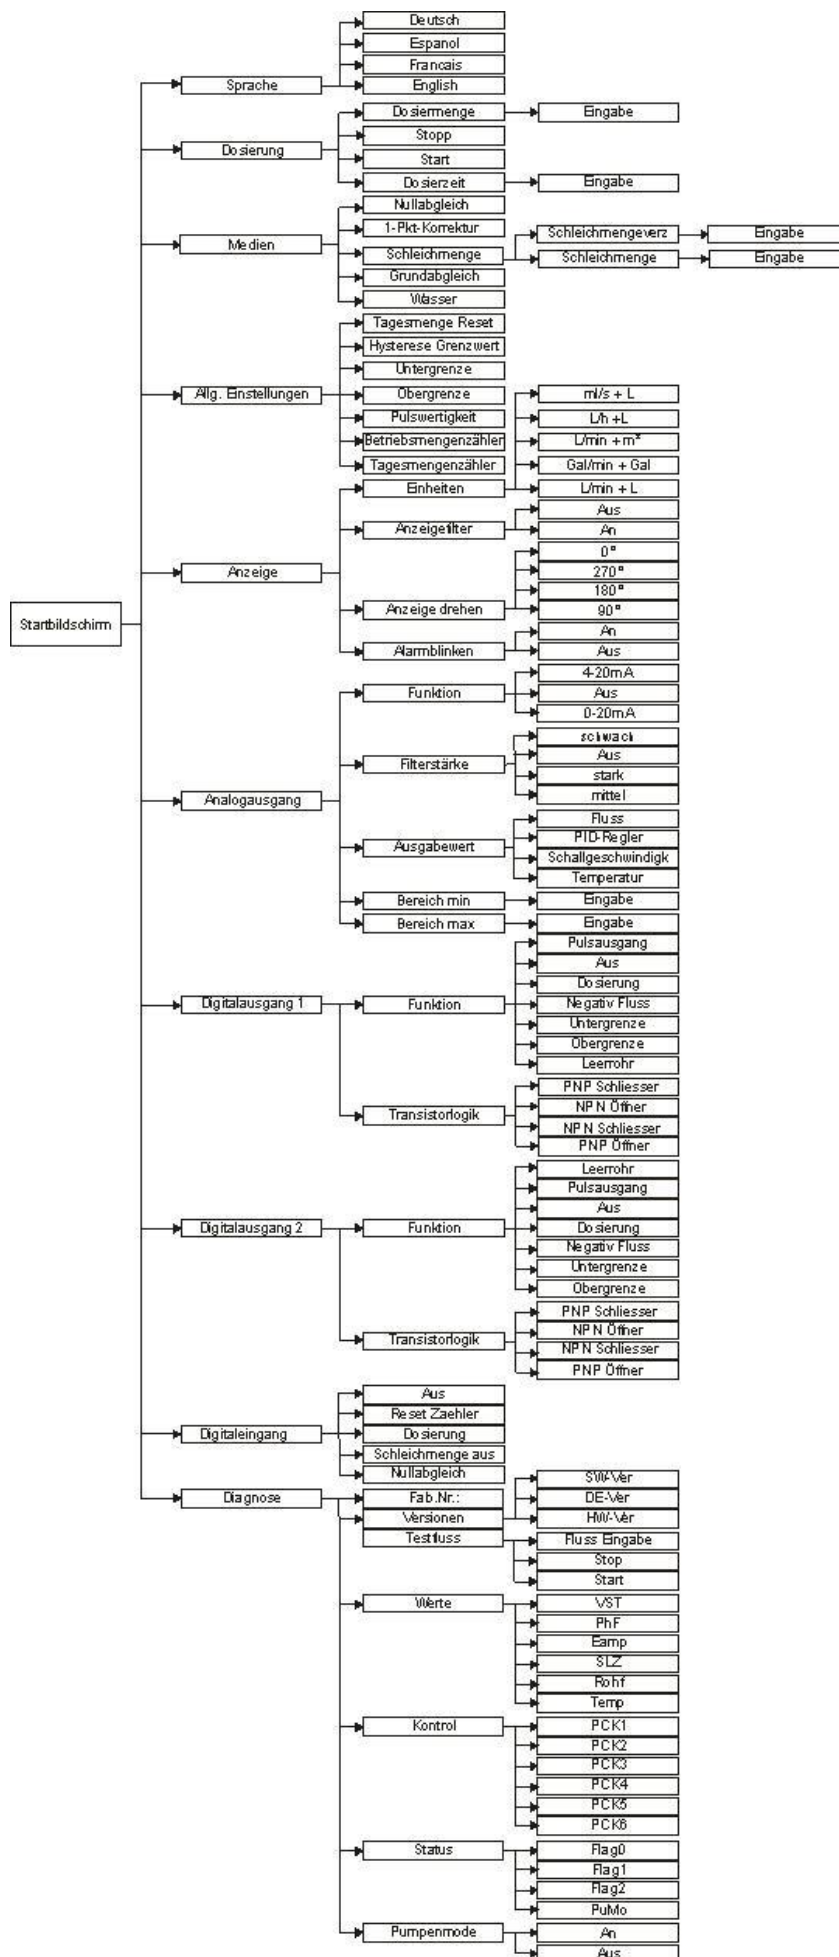 Startbildschirm
Sprache
Deutsch
Espanol
Francais
English
Dosierung
Dosiermenge
Eingabe
Stopp
Start
Dosierzeit
Eingabe
Medien
Nullabgleich
1-Pkt-Korrektur
Schleichmenge
Schleichmengeverz
Eingabe
Schleichmenge
Eingabe
Grundabgleich
Wasser
Allg. Einstellungen
Tagesmenge Reset
Hysterese Grenzwert
Untergrenze
Obergrenze
Pulswertigkeit
Betriebsmengenzähler
Tagesmengenzähler
Anzeige
Einheiten
ml/s + L
L/h +L
L/min + m³
Gal/min + Gal
L/min + L
Anzeigefilter
Aus
An
Anzeige drehen
0°
270°
180°
90°
Alarmblinken
An
Aus
Analogausgang
Funktion
4-20mA
Aus
0-20mA
Filterstärke
schwach
Aus
stark
mittel
Ausgabewert
Fluss
PID-Regler
Schallgeschwindigk
Temperatur
Bereich min
Eingabe
Bereich max
Eingabe
Digitalausgang 1
Funktion
Pulsausgang
Aus
Dosierung
Negativ Fluss
Untergrenze
Obergrenze
Leerrohr
Transistorlogik
PNP Schliesser
NPN Öffner
NPN Schliesser
PNP Öffner
Digitalausgang 2
Funktion
Leerrohr
Pulsausgang
Aus
Dosierung
Negativ Fluss
Untergrenze
Obergrenze
Transistorlogik
PNP Schliesser
NPN Öffner
NPN Schliesser
PNP Öffner
Digitaleingang
Aus
Reset Zaehler
Dosierung
Schleichmenge aus
Nullabgleich
Diagnose
Fab.Nr.:
Versionen
SW-Ver
DE-Ver
HW-Ver
Testfluss
Fluss Eingabe
Stop
Start
Werte
VST
PhF
Eamp
SLZ
Rohf
Temp
Kontrol
PCK1
PCK2
PCK3
PCK4
PCK5
PCK6
Status
Flag0
Flag1
Flag2
PuMo
Pumpenmode
An
Aus